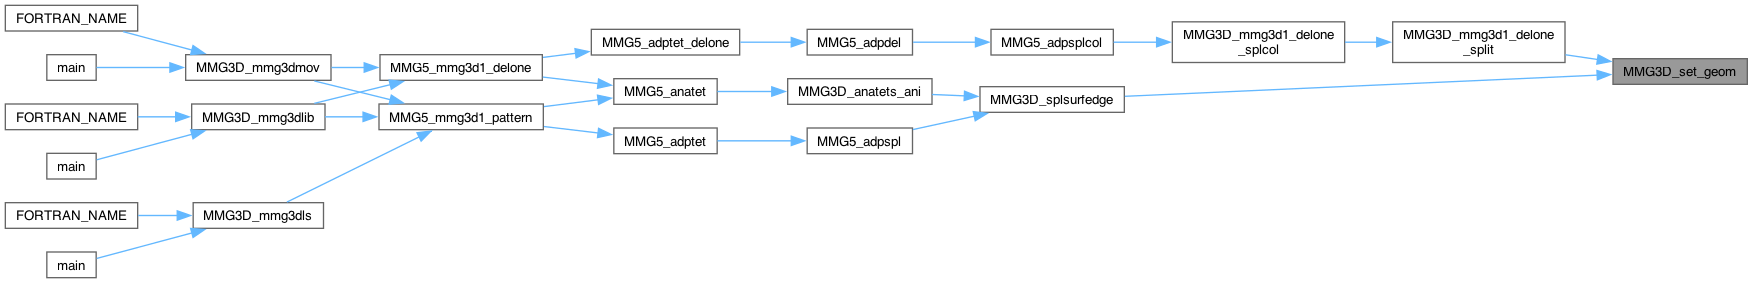 FORTRAN_NAME
main
MMG3D_mmg3dmov
FORTRAN_NAME
MMG3D_mmg3dlib
main
FORTRAN_NAME
MMG3D_mmg3dls
main
MMG5_mmg3d1_delone
MMG5_mmg3d1_pattern
MMG5_adptet_delone
MMG5_anatet
MMG5_adptet
MMG5_adpdel
MMG3D_anatets_ani
MMG5_adpspl
MMG5_adpsplcol
MMG3D_splsurfedge
MMG3D_mmg3d1_delone
_splcol
MMG3D_mmg3d1_delone
_split
MMG3D_set_geom